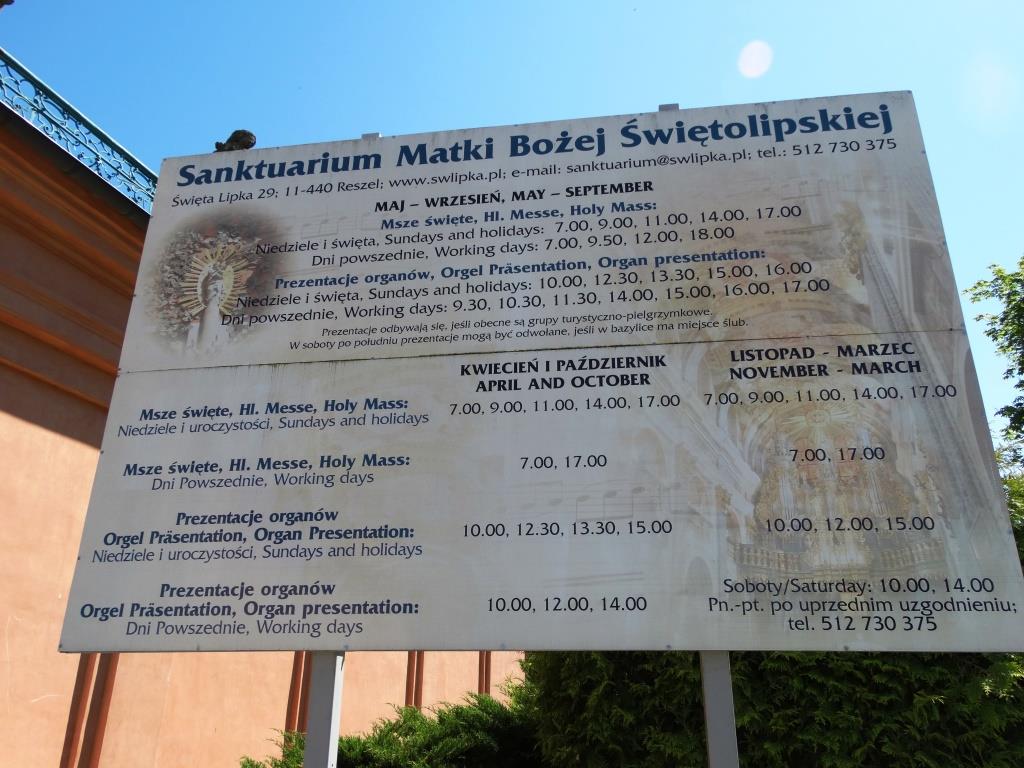 Sanktuarium Matki Bożej Świętolipskiej
Święta Lipka 29; 11-440 Reszel; www.swlipka.pl; e-mail: sanktuarium@swlipka.pl; tel.: 512 730 375
MAJ – WRZESIEŃ, MAY – SEPTEMBER
Msze święte, Hl. Messe, Holy Mass:
Niedziele i święta, Sundays and holidays: 7.00, 9.00, 11.00, 14.00, 17.00
Dni powszednie, Working days: 7.00, 9.50, 12.00, 18.00
Prezentacje organów, Orgel Präsentation, Organ presentation:
Niedziele i święta, Sundays and holidays: 10.00, 12.30, 13.30, 15.00, 16.00
Dni powszednie, Working days: 9.30, 10.30, 11.30, 14.00, 15.00, 16.00, 17.00
Prezentacje odbywają się, jeśli obecne są grupy turystyczno-pielgrzymkowe.
W soboty po południu prezentacje mogą być odwołane, jeśli w bazylice ma miejsce ślub.
KWIECIEŃ I PAŹDZIERNIK
APRIL AND OCTOBER
LISTOPAD - MARZEC
NOVEMBER - MARCH
Msze święte, Hl. Messe, Holy Mass:
Niedziele i uroczystości, Sundays and holidays
7.00, 9.00, 11.00, 14.00, 17.00
7.00, 9.00, 11.00, 14.00, 17.00
Msze święte, Hl. Messe, Holy Mass:
Dni Powszednie, Working days
7.00, 17.00
7.00, 17.00
Prezentacje organów
Orgel Präsentation, Organ Presentation:
Niedziele i uroczystości, Sundays and holidays
10.00, 12.30, 13.30, 15.00
10.00, 12.00, 15.00
Prezentacje organów
Orgel Präsentation, Organ presentation:
Dni Powszednie, Working days
10.00, 12.00, 14.00
Soboty/Saturday: 10.00, 14.00
Pn.-pt. po uprzednim uzgodnieniu;
tel. 512 730 375